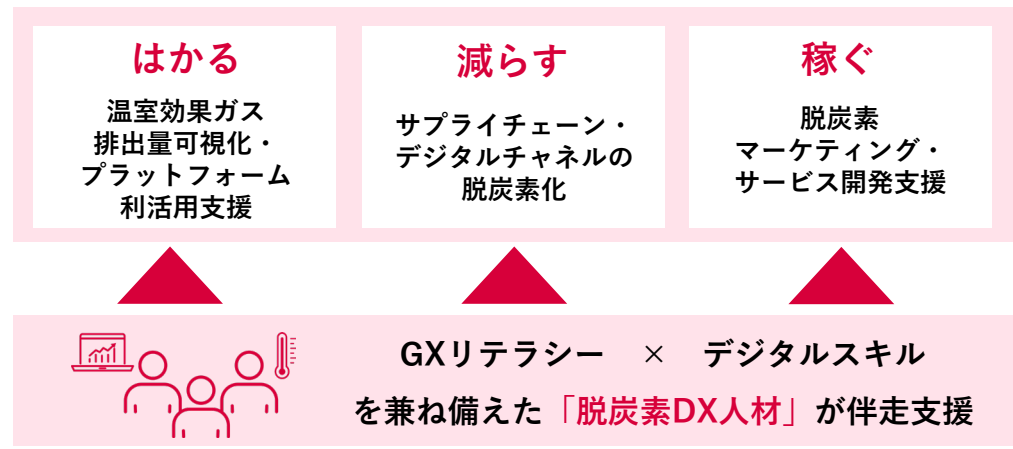 はかる
温室効果ガス
排出量可視化・
プラットフォーム
利活用支援
減らす
サプライチェーン・
デジタルチャネルの
脱炭素化
稼ぐ
脱炭素
マーケティング・
サービス開発支援
GXリテラシー × デジタルスキル
を兼ね備えた「脱炭素DX人材」が伴走支援